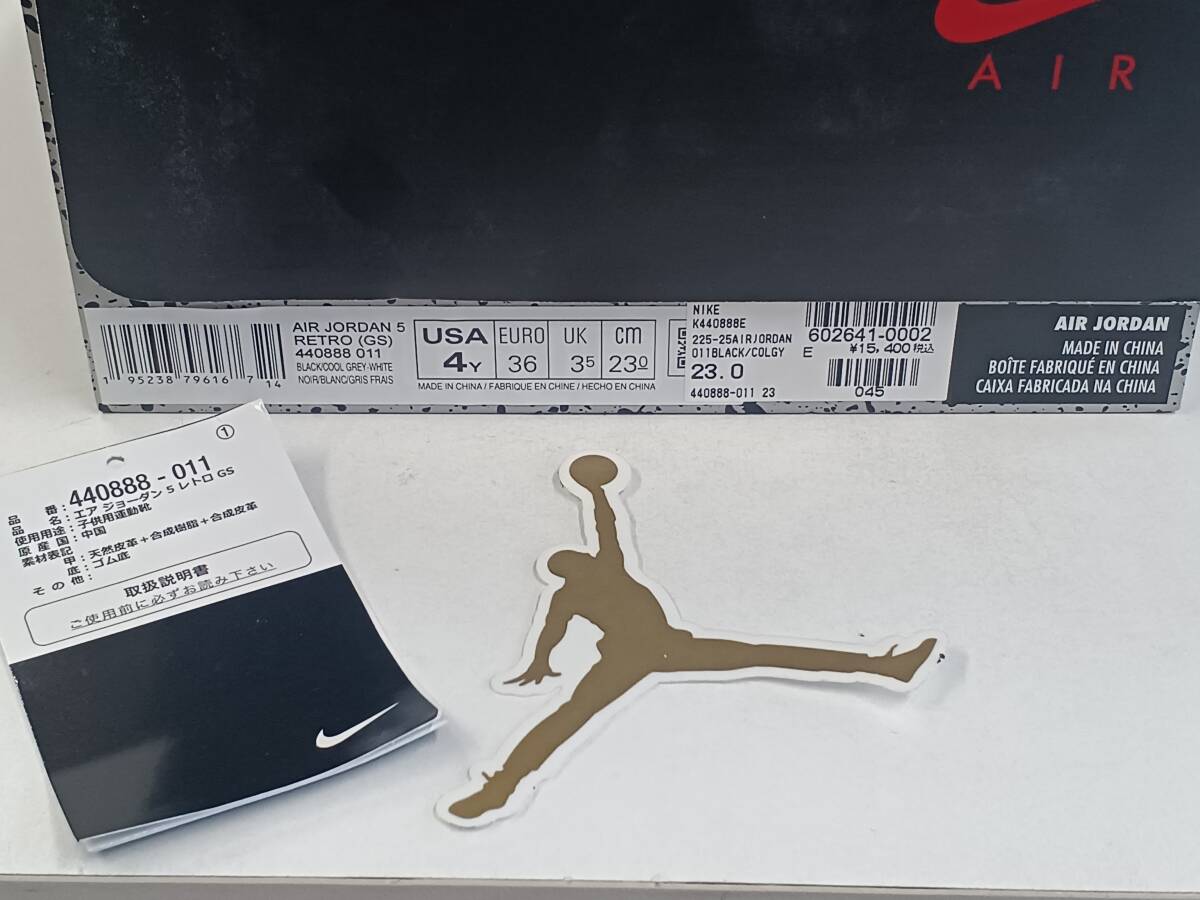 AIR
1 95238 79616 7 14
AIR JORDAN 5
RETRO (GS)
440888 011
BLACK/COOL GREY-WHITE
NOIR/BLANC/GRIS FRAIS
USA EURO UK CM
4Y 36 35 230
MADE IN CHINA / FABRIQUE EN CHINE / HECHO EN CHINA
NIKE
K440888E
225-25AIRJORDAN
011BLACK/COLGY E
23.0
440888-011 23
602641-0002
¥15,400税込
045
AIR JORDAN
MADE IN CHINA
BOÎTE FABRIQUÉ EN CHINA
CAIXA FABRICADA NA CHINA
①
品 番:440888-011
品 名:エア ジョーダン 5 レトロ GS
使用用途:子供用運動靴
原産国:中国
素材表記
甲:天然皮革+合成樹脂+合成皮革
底:ゴム底
その他:
取扱説明書
ご使用前に必ずお読み下さい